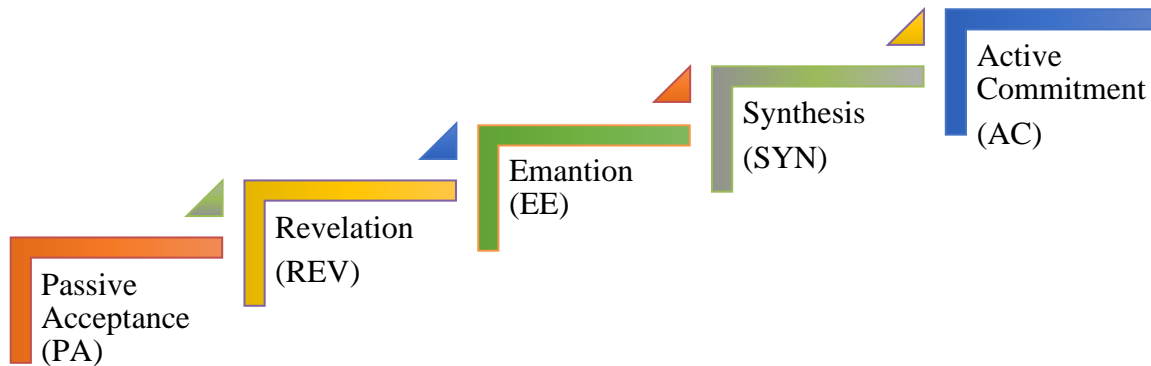 Passive
Acceptance
(PA)
Revelation
(REV)
Emantion
(EE)
Synthesis
(SYN)
Active
Commitment
(AC)